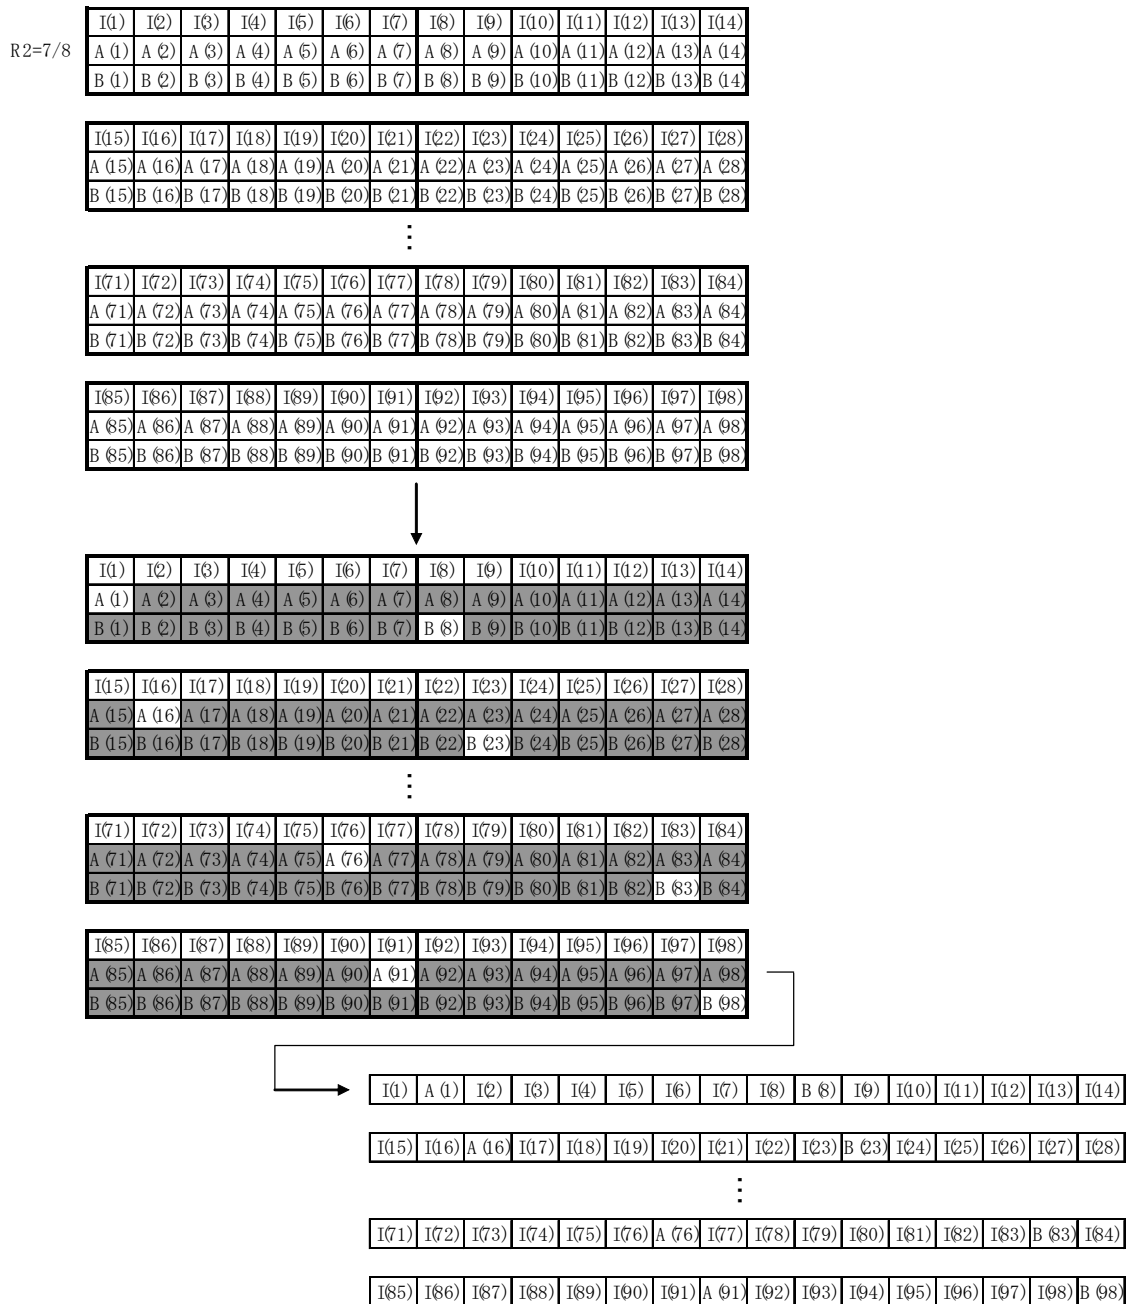 I(1) I(2) I(3) I(4) I(5) I(6) I(7) I(8) I(9) I(10) I(11) I(12) I(13) I(14)
R2=7/8 A(1) A(2) A(3) A(4) A(5) A(6) A(7) A(8) A(9) A(10) A(11) A(12) A(13) A(14)
B(1) B(2) B(3) B(4) B(5) B(6) B(7) B(8) B(9) B(10) B(11) B(12) B(13) B(14)
I(15) I(16) I(17) I(18) I(19) I(20) I(21) I(22) I(23) I(24) I(25) I(26) I(27) I(28)
A(15) A(16) A(17) A(18) A(19) A(20) A(21) A(22) A(23) A(24) A(25) A(26) A(27) A(28)
B(15) B(16) B(17) B(18) B(19) B(20) B(21) B(22) B(23) B(24) B(25) B(26) B(27) B(28)
⋮
I(71) I(72) I(73) I(74) I(75) I(76) I(77) I(78) I(79) I(80) I(81) I(82) I(83) I(84)
A(71) A(72) A(73) A(74) A(75) A(76) A(77) A(78) A(79) A(80) A(81) A(82) A(83) A(84)
B(71) B(72) B(73) B(74) B(75) B(76) B(77) B(78) B(79) B(80) B(81) B(82) B(83) B(84)
I(85) I(86) I(87) I(88) I(89) I(90) I(91) I(92) I(93) I(94) I(95) I(96) I(97) I(98)
A(85) A(86) A(87) A(88) A(89) A(90) A(91) A(92) A(93) A(94) A(95) A(96) A(97) A(98)
B(85) B(86) B(87) B(88) B(89) B(90) B(91) B(92) B(93) B(94) B(95) B(96) B(97) B(98)
I(1) I(2) I(3) I(4) I(5) I(6) I(7) I(8) I(9) I(10) I(11) I(12) I(13) I(14)
A(1) A(2) A(3) A(4) A(5) A(6) A(7) A(8) A(9) A(10) A(11) A(12) A(13) A(14)
B(1) B(2) B(3) B(4) B(5) B(6) B(7) B(8) B(9) B(10) B(11) B(12) B(13) B(14)
I(15) I(16) I(17) I(18) I(19) I(20) I(21) I(22) I(23) I(24) I(25) I(26) I(27) I(28)
A(15) A(16) A(17) A(18) A(19) A(20) A(21) A(22) A(23) A(24) A(25) A(26) A(27) A(28)
B(15) B(16) B(17) B(18) B(19) B(20) B(21) B(22) B(23) B(24) B(25) B(26) B(27) B(28)
⋮
I(71) I(72) I(73) I(74) I(75) I(76) I(77) I(78) I(79) I(80) I(81) I(82) I(83) I(84)
A(71) A(72) A(73) A(74) A(75) A(76) A(77) A(78) A(79) A(80) A(81) A(82) A(83) A(84)
B(71) B(72) B(73) B(74) B(75) B(76) B(77) B(78) B(79) B(80) B(81) B(82) B(83) B(84)
I(85) I(86) I(87) I(88) I(89) I(90) I(91) I(92) I(93) I(94) I(95) I(96) I(97) I(98)
A(85) A(86) A(87) A(88) A(89) A(90) A(91) A(92) A(93) A(94) A(95) A(96) A(97) A(98)
B(85) B(86) B(87) B(88) B(89) B(90) B(91) B(92) B(93) B(94) B(95) B(96) B(97) B(98)
I(1) A(1) I(2) I(3) I(4) I(5) I(6) I(7) I(8) B(8) I(9) I(10) I(11) I(12) I(13) I(14)
I(15) I(16) A(16) I(17) I(18) I(19) I(20) I(21) I(22) I(23) B(23) I(24) I(25) I(26) I(27) I(28)
⋮
I(71) I(72) I(73) I(74) I(75) I(76) A(76) I(77) I(78) I(79) I(80) I(81) I(82) I(83) B(83) I(84)
I(85) I(86) I(87) I(88) I(89) I(90) I(91) A(91) I(92) I(93) I(94) I(95) I(96) I(97) I(98) B(98)